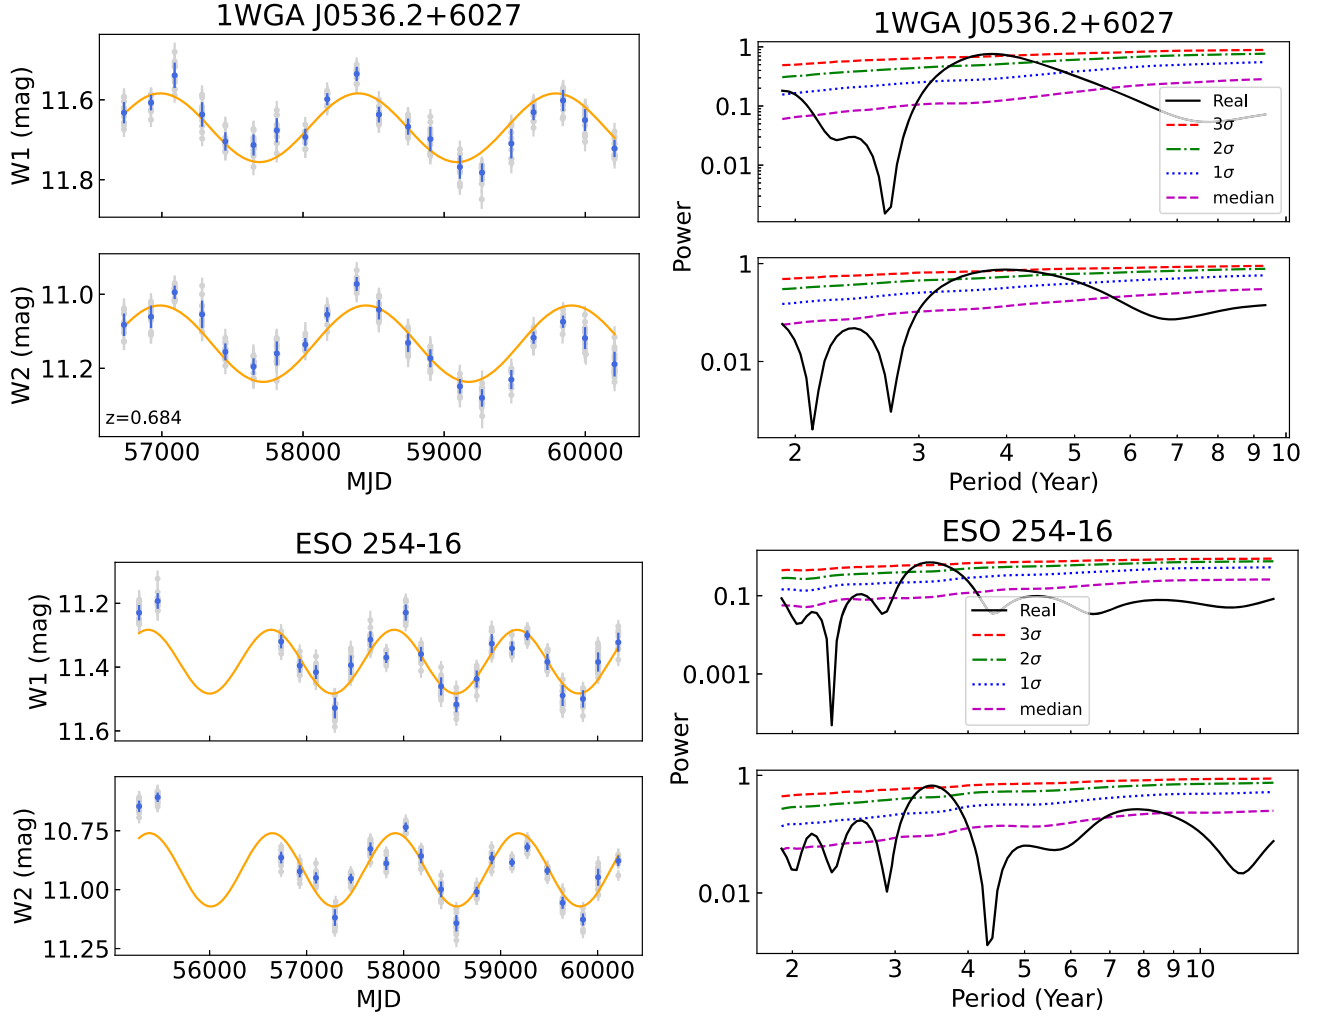 1WGA J0536.2+6027
W1 (mag)
11.6
11.8
W2 (mag)
11.0
11.2
z=0.684
57000 58000 59000 60000
MJD
1WGA J0536.2+6027
Power
1
0.1
0.01
Real
3σ
2σ
1σ
median
1
0.01
2 3 4 5 6 7 8 9 10
Period (Year)
ESO 254-16
W1 (mag)
11.2
11.4
11.6
W2 (mag)
10.75
11.00
11.25
56000 57000 58000 59000 60000
MJD
ESO 254-16
Power
0.1
0.001
Real
3σ
2σ
1σ
median
1
0.01
2 3 4 5 6 7 8 9 10
Period (Year)